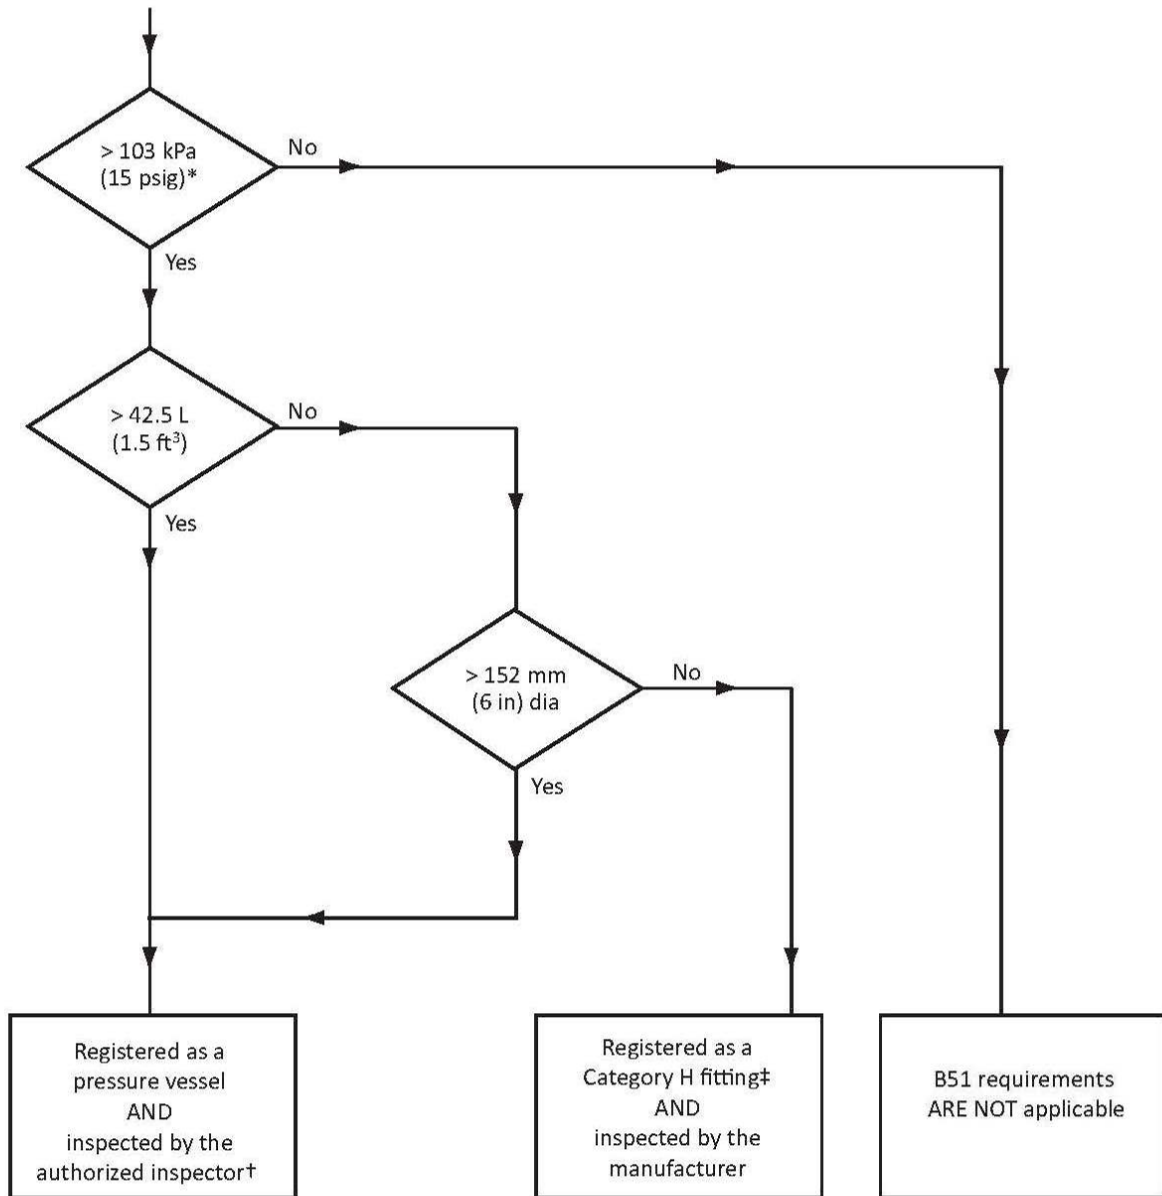 > 103 kPa
(15 psig)*
No
Yes
> 42.5 L
(1.5 ft³)
No
Yes
> 152 mm
(6 in) dia
No
Yes
Registered as a
pressure vessel
AND
inspected by the
authorized inspector†
Registered as a
Category H fitting‡
AND
inspected by the
manufacturer
B51 requirements
ARE NOT applicable